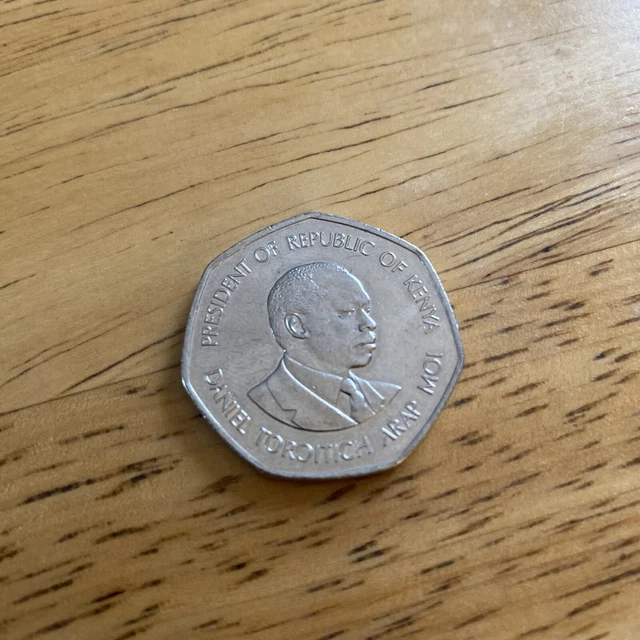 PRESIDENT OF REPUBLIC OF KENYA
DANIEL TOROITICH ARAP MOI